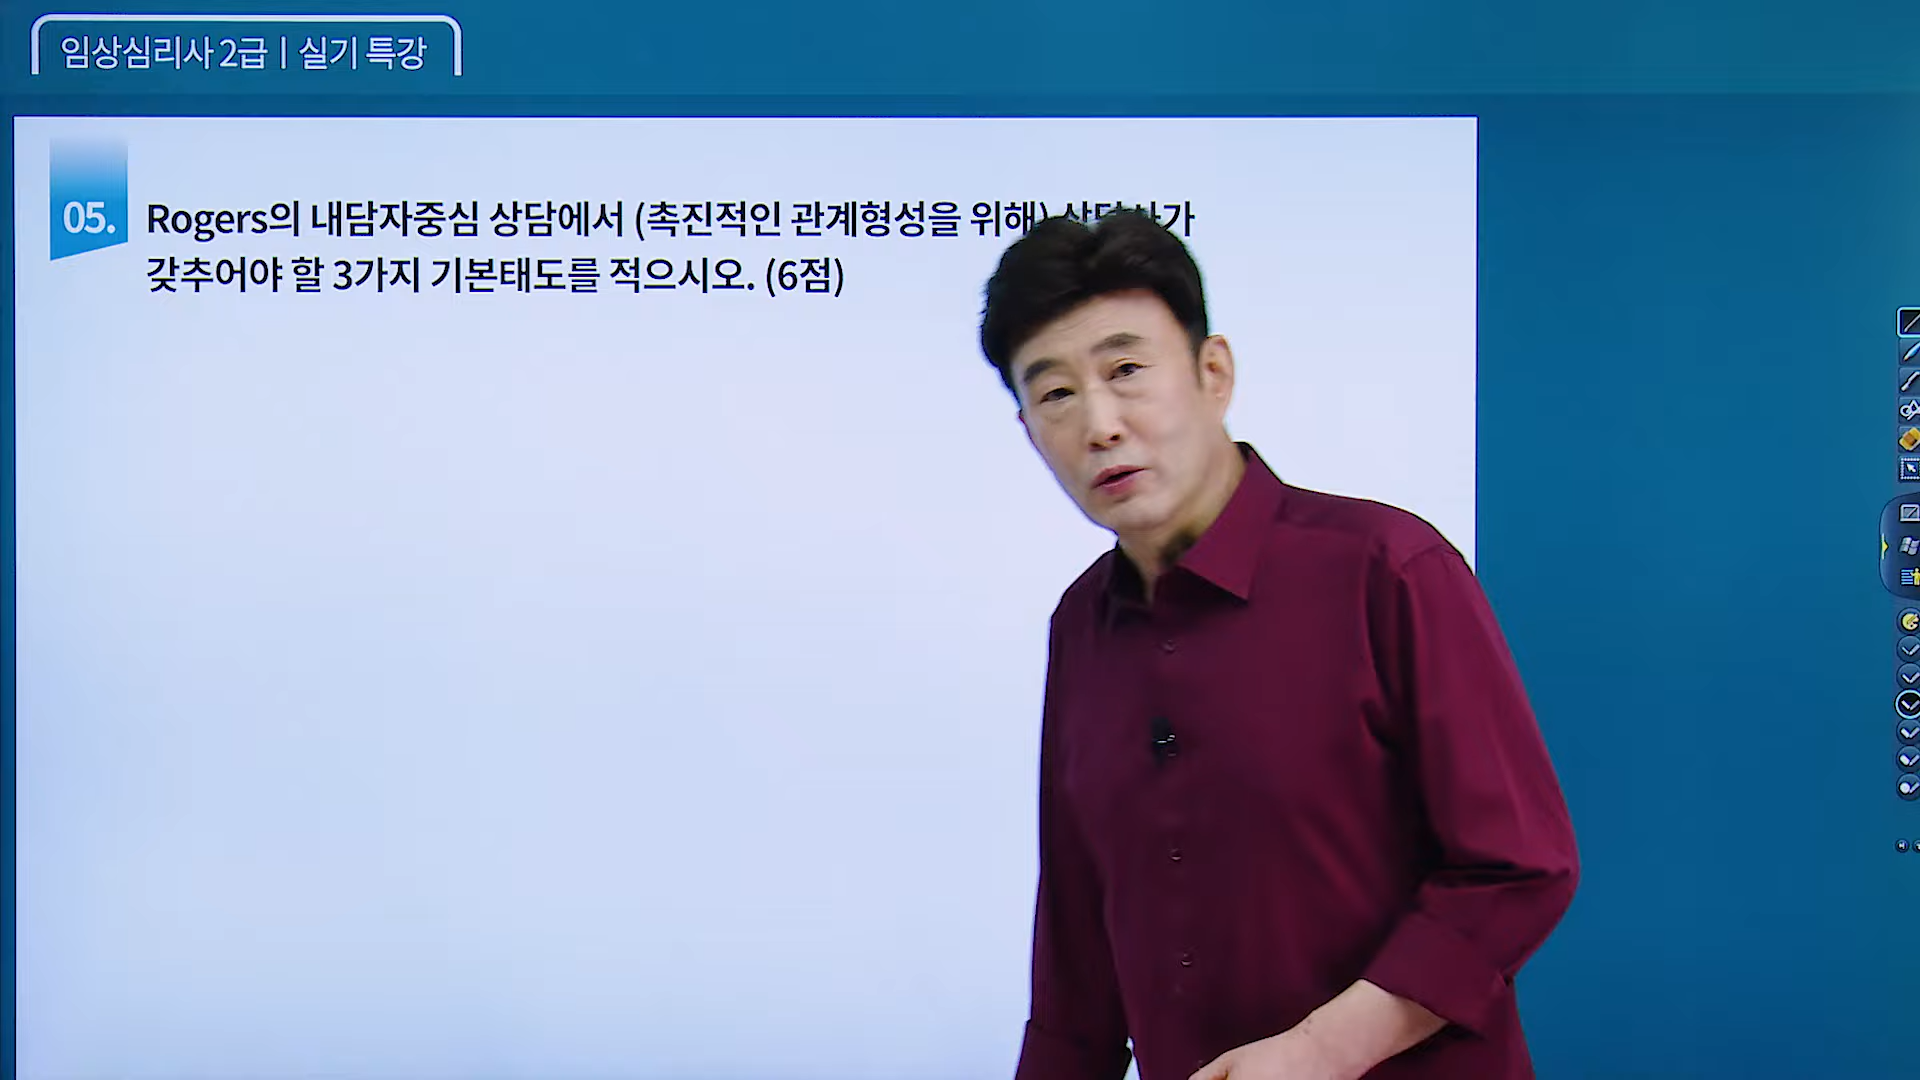 임상심리사 2급 | 실기 특강
05. Rogers의 내담자중심 상담에서 (촉진적인 관계형성을 위해)
갖추어야 할 3가지 기본태도를 적으시오. (6점)